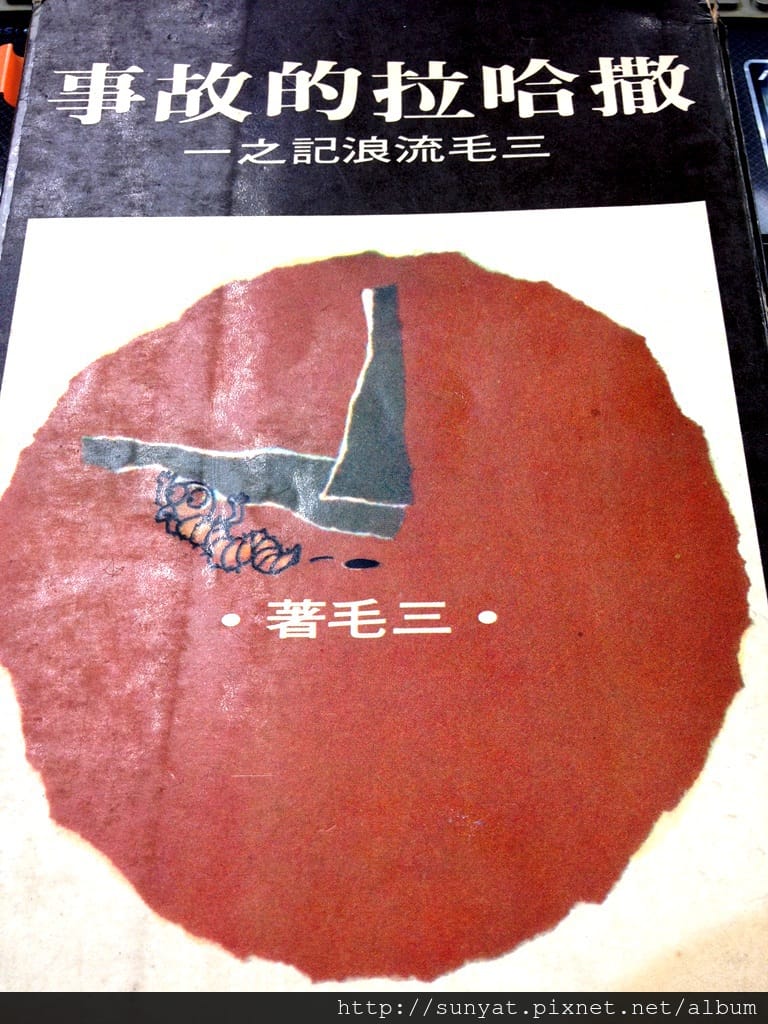 撒哈拉的故事
三毛流浪記之一
•三毛著•
http://sunyat.pixnet.net/album